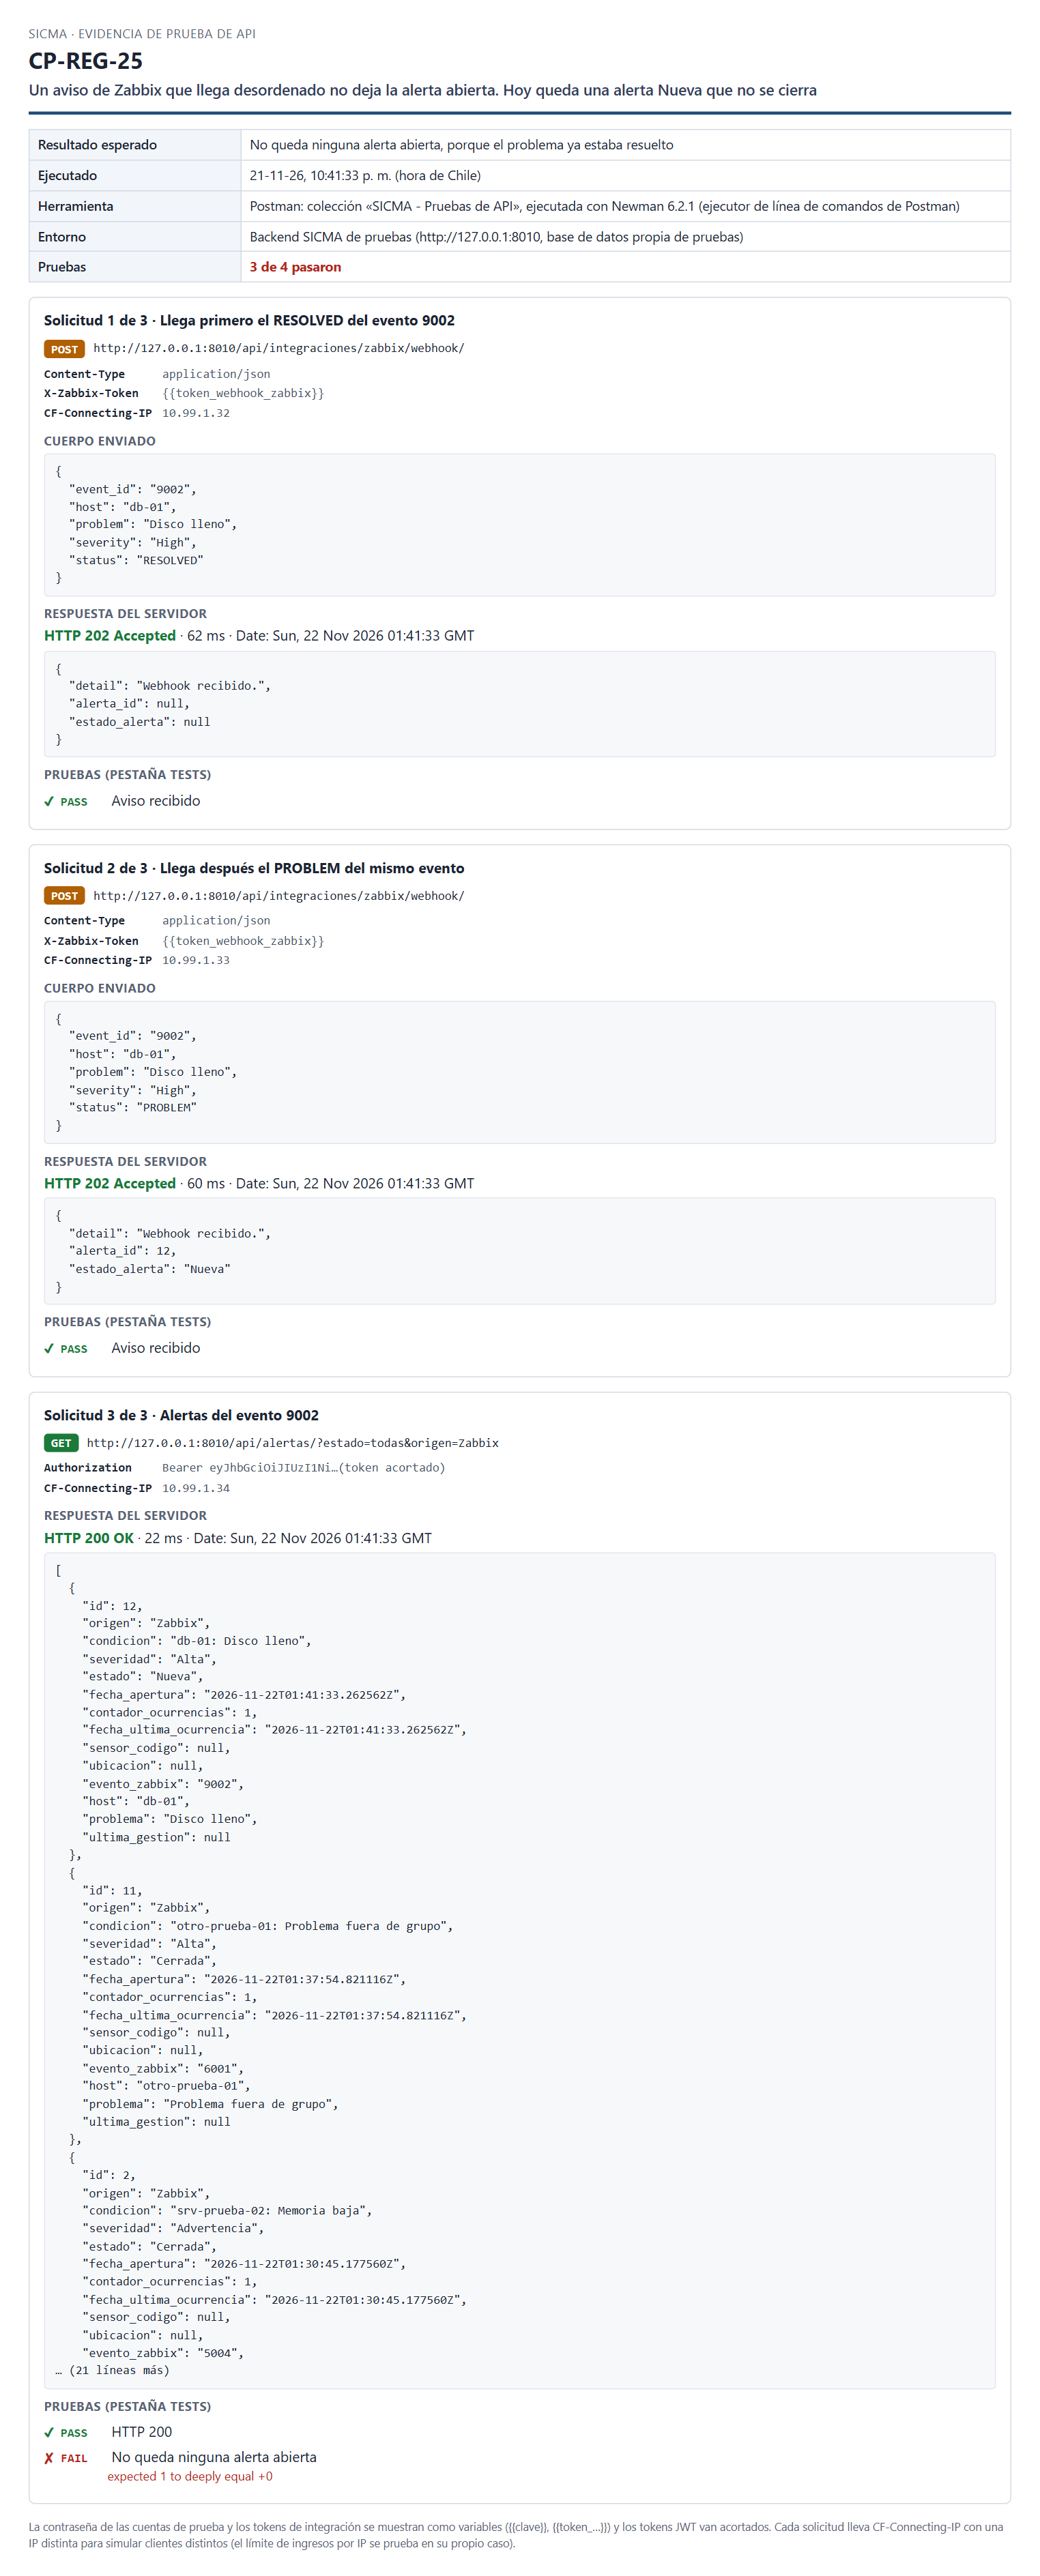 SICMA · EVIDENCIA DE PRUEBA DE API
CP-REG-25
Un aviso de Zabbix que llega desordenado no deja la alerta abierta. Hoy queda una alerta Nueva que no se cierra
Resultado esperado No queda ninguna alerta abierta, porque el problema ya estaba resuelto
Ejecutado 21-11-26, 10:41:33 p. m. (hora de Chile)
Herramienta Postman: colección «SICMA - Pruebas de API», ejecutada con Newman 6.2.1 (ejecutor de línea de comandos de Postman)
Entorno Backend SICMA de pruebas (http://127.0.0.1:8010, base de datos propia de pruebas)
Pruebas 3 de 4 pasaron
Solicitud 1 de 3 · Llega primero el RESOLVED del evento 9002
POST http://127.0.0.1:8010/api/integraciones/zabbix/webhook/
Content-Type application/json
X-Zabbix-Token {{token_webhook_zabbix}}
CF-Connecting-IP 10.99.1.32
CUERPO ENVIADO
{
"event_id": "9002",
"host": "db-01",
"problem": "Disco lleno",
"severity": "High",
"status": "RESOLVED"
}
RESPUESTA DEL SERVIDOR
HTTP 202 Accepted · 62 ms · Date: Sun, 22 Nov 2026 01:41:33 GMT
{
"detail": "Webhook recibido.",
"alerta_id": null,
"estado_alerta": null
}
PRUEBAS (PESTAÑA TESTS)
✔ PASS Aviso recibido
Solicitud 2 de 3 · Llega después el PROBLEM del mismo evento
POST http://127.0.0.1:8010/api/integraciones/zabbix/webhook/
Content-Type application/json
X-Zabbix-Token {{token_webhook_zabbix}}
CF-Connecting-IP 10.99.1.33
CUERPO ENVIADO
{
"event_id": "9002",
"host": "db-01",
"problem": "Disco lleno",
"severity": "High",
"status": "PROBLEM"
}
RESPUESTA DEL SERVIDOR
HTTP 202 Accepted · 60 ms · Date: Sun, 22 Nov 2026 01:41:33 GMT
{
"detail": "Webhook recibido.",
"alerta_id": 12,
"estado_alerta": "Nueva"
}
PRUEBAS (PESTAÑA TESTS)
✔ PASS Aviso recibido
Solicitud 3 de 3 · Alertas del evento 9002
GET http://127.0.0.1:8010/api/alertas/?estado=todas&origen=Zabbix
Authorization Bearer eyJhbGciOiJIUzI1Ni…(token acortado)
CF-Connecting-IP 10.99.1.34
RESPUESTA DEL SERVIDOR
HTTP 200 OK · 22 ms · Date: Sun, 22 Nov 2026 01:41:33 GMT
[
{
"id": 12,
"origen": "Zabbix",
"condicion": "db-01: Disco lleno",
"severidad": "Alta",
"estado": "Nueva",
"fecha_apertura": "2026-11-22T01:41:33.262562Z",
"contador_ocurrencias": 1,
"fecha_ultima_ocurrencia": "2026-11-22T01:41:33.262562Z",
"sensor_codigo": null,
"ubicacion": null,
"evento_zabbix": "9002",
"host": "db-01",
"problema": "Disco lleno",
"ultima_gestion": null
},
{
"id": 11,
"origen": "Zabbix",
"condicion": "otro-prueba-01: Problema fuera de grupo",
"severidad": "Alta",
"estado": "Cerrada",
"fecha_apertura": "2026-11-22T01:37:54.821116Z",
"contador_ocurrencias": 1,
"fecha_ultima_ocurrencia": "2026-11-22T01:37:54.821116Z",
"sensor_codigo": null,
"ubicacion": null,
"evento_zabbix": "6001",
"host": "otro-prueba-01",
"problema": "Problema fuera de grupo",
"ultima_gestion": null
},
{
"id": 2,
"origen": "Zabbix",
"condicion": "srv-prueba-02: Memoria baja",
"severidad": "Advertencia",
"estado": "Cerrada",
"fecha_apertura": "2026-11-22T01:30:45.177560Z",
"contador_ocurrencias": 1,
"fecha_ultima_ocurrencia": "2026-11-22T01:30:45.177560Z",
"sensor_codigo": null,
"ubicacion": null,
"evento_zabbix": "5004",
… (21 líneas más)
PRUEBAS (PESTAÑA TESTS)
✔ PASS HTTP 200
✘ FAIL No queda ninguna alerta abierta
expected 1 to deeply equal +0
La contraseña de las cuentas de prueba y los tokens de integración se muestran como variables ({{clave}}, {{token_…}}) y los tokens JWT van acortados. Cada solicitud lleva CF-Connecting-IP con una
IP distinta para simular clientes distintos (el límite de ingresos por IP se prueba en su propio caso).